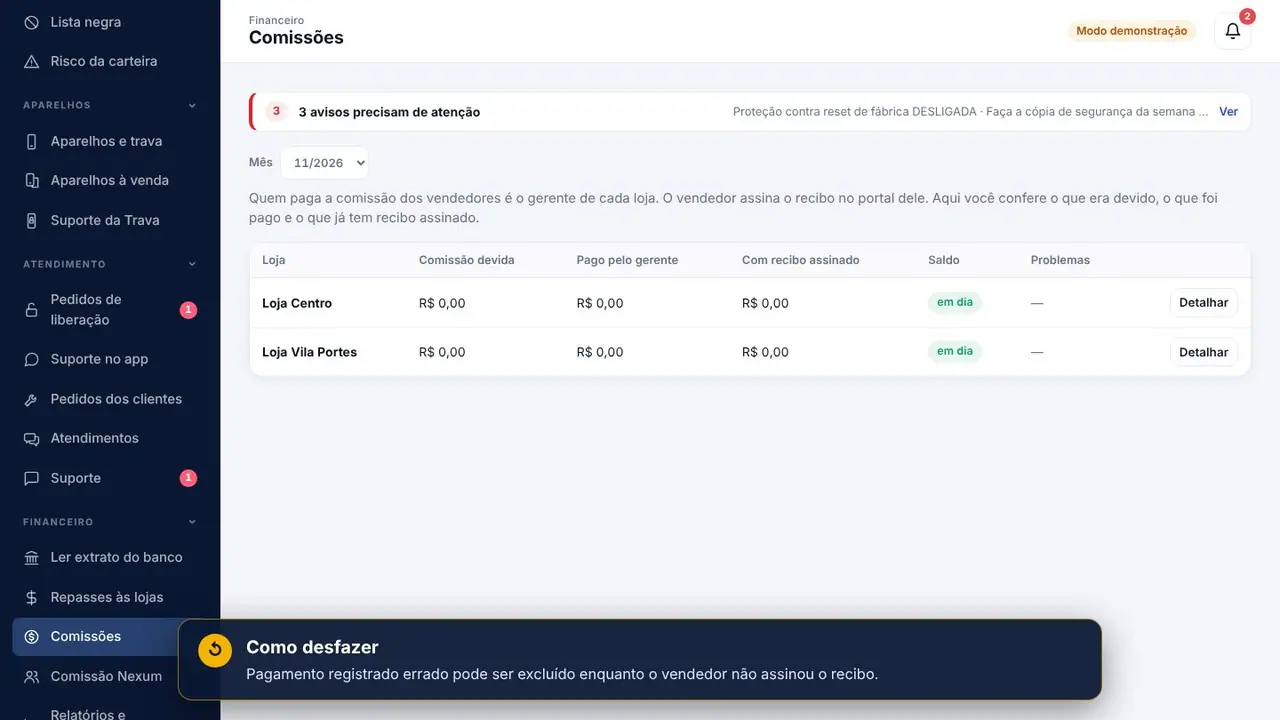 Lista negra
Risco da carteira
APARELHOS
Aparelhos e trava
Aparelhos à venda
Suporte da Trava
ATENDIMENTO
Pedidos de
liberação
1
Suporte no app
Pedidos dos clientes
Atendimentos
Suporte
1
FINANCEIRO
Ler extrato do banco
Repasses às lojas
Comissões
Comissão Nexum
Relatórios e
Financeiro
Comissões
Modo demonstração
2
3
3 avisos precisam de atenção
Proteção contra reset de fábrica DESLIGADA · Faça a cópia de segurança da semana ...
Ver
Mês
11/2026
Quem paga a comissão dos vendedores é o gerente de cada loja. O vendedor assina o recibo no portal dele. Aqui você confere o que era devido, o que foi
pago e o que já tem recibo assinado.
Loja Comissão devida Pago pelo gerente Com recibo assinado Saldo Problemas
Loja Centro R$ 0,00 R$ 0,00 R$ 0,00 em dia — Detalhar
Loja Vila Portes R$ 0,00 R$ 0,00 R$ 0,00 em dia — Detalhar
Como desfazer
Pagamento registrado errado pode ser excluído enquanto o vendedor não assinou o recibo.